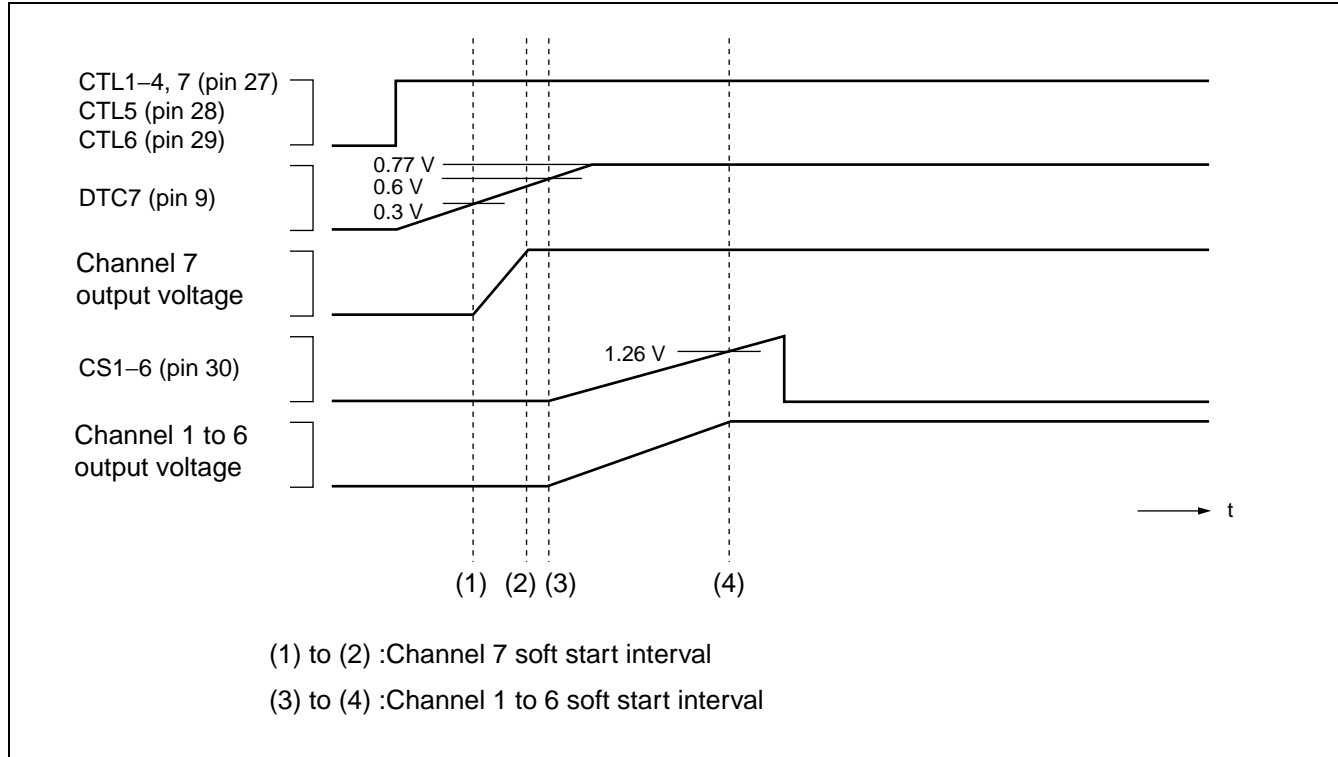 CTL1–4, 7 (pin 27)
CTL5 (pin 28)
CTL6 (pin 29)
0.77 V
0.6 V
0.3 V
DTC7 (pin 9)
Channel 7
output voltage
1.26 V
CS1–6 (pin 30)
Channel 1 to 6
output voltage
t
(1) (2) (3) (4)
(1) to (2) :Channel 7 soft start interval
(3) to (4) :Channel 1 to 6 soft start interval